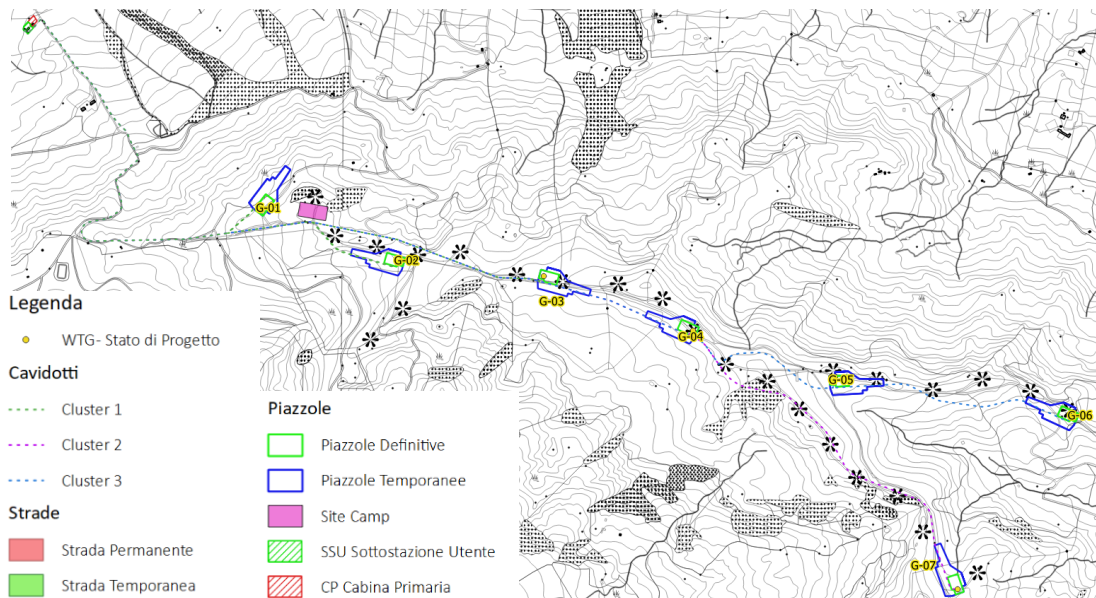 G-01
G-02
G-03
G-04
G-05
G-06
G-07
Legenda
WTG- Stato di Progetto
Cavidotti
Cluster 1
Cluster 2
Cluster 3
Strade
Strada Permanente
Strada Temporanea
Piazzole
Piazzole Definitive
Piazzole Temporanee
Site Camp
SSU Sottostazione Utente
CP Cabina Primaria